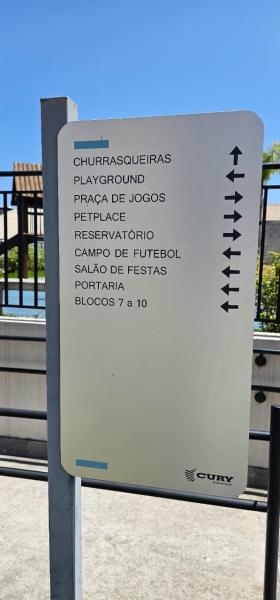 CHURRASQUEIRAS ↑
PLAYGROUND ←
PRAÇA DE JOGOS →
PETPLACE →
RESERVATÓRIO →
CAMPO DE FUTEBOL ←
SALÃO DE FESTAS ←
PORTARIA ←
BLOCOS 7 a 10 ←
CURY